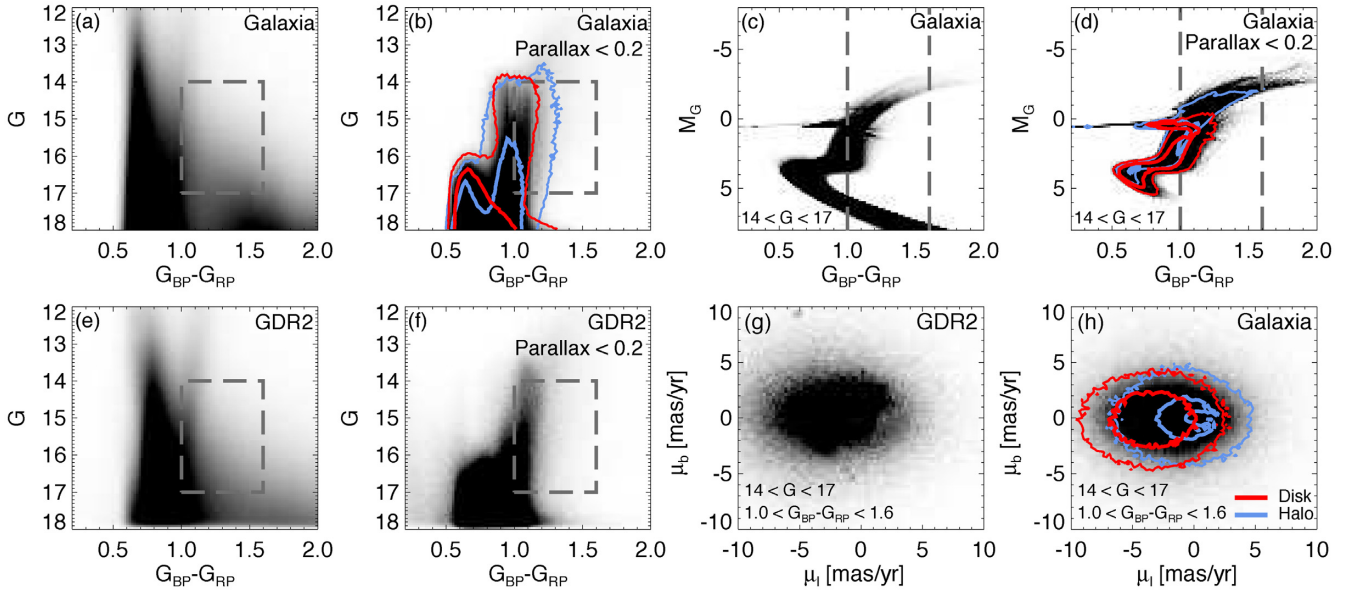 (a) Galaxia
12
13
14
15
16
17
18
G
0.5 1.0 1.5 2.0
G_BP-G_RP
(b) Galaxia
Parallax < 0.2
12
13
14
15
16
17
18
G
0.5 1.0 1.5 2.0
G_BP-G_RP
(c) Galaxia
-5
0
5
M_G
14 < G < 17
0.5 1.0 1.5 2.0
G_BP-G_RP
(d) Galaxia
Parallax < 0.2
-5
0
5
M_G
14 < G < 17
0.5 1.0 1.5 2.0
G_BP-G_RP
(e) GDR2
12
13
14
15
16
17
18
G
0.5 1.0 1.5 2.0
G_BP-G_RP
(f) GDR2
Parallax < 0.2
12
13
14
15
16
17
18
G
0.5 1.0 1.5 2.0
G_BP-G_RP
(g) GDR2
10
5
0
-5
-10
μ_b [mas/yr]
14 < G < 17
1.0 < G_BP-G_RP < 1.6
-10 -5 0 5 10
μ_l [mas/yr]
(h) Galaxia
10
5
0
-5
-10
μ_b [mas/yr]
14 < G < 17
1.0 < G_BP-G_RP < 1.6
Disk
Halo
-10 -5 0 5 10
μ_l [mas/yr]